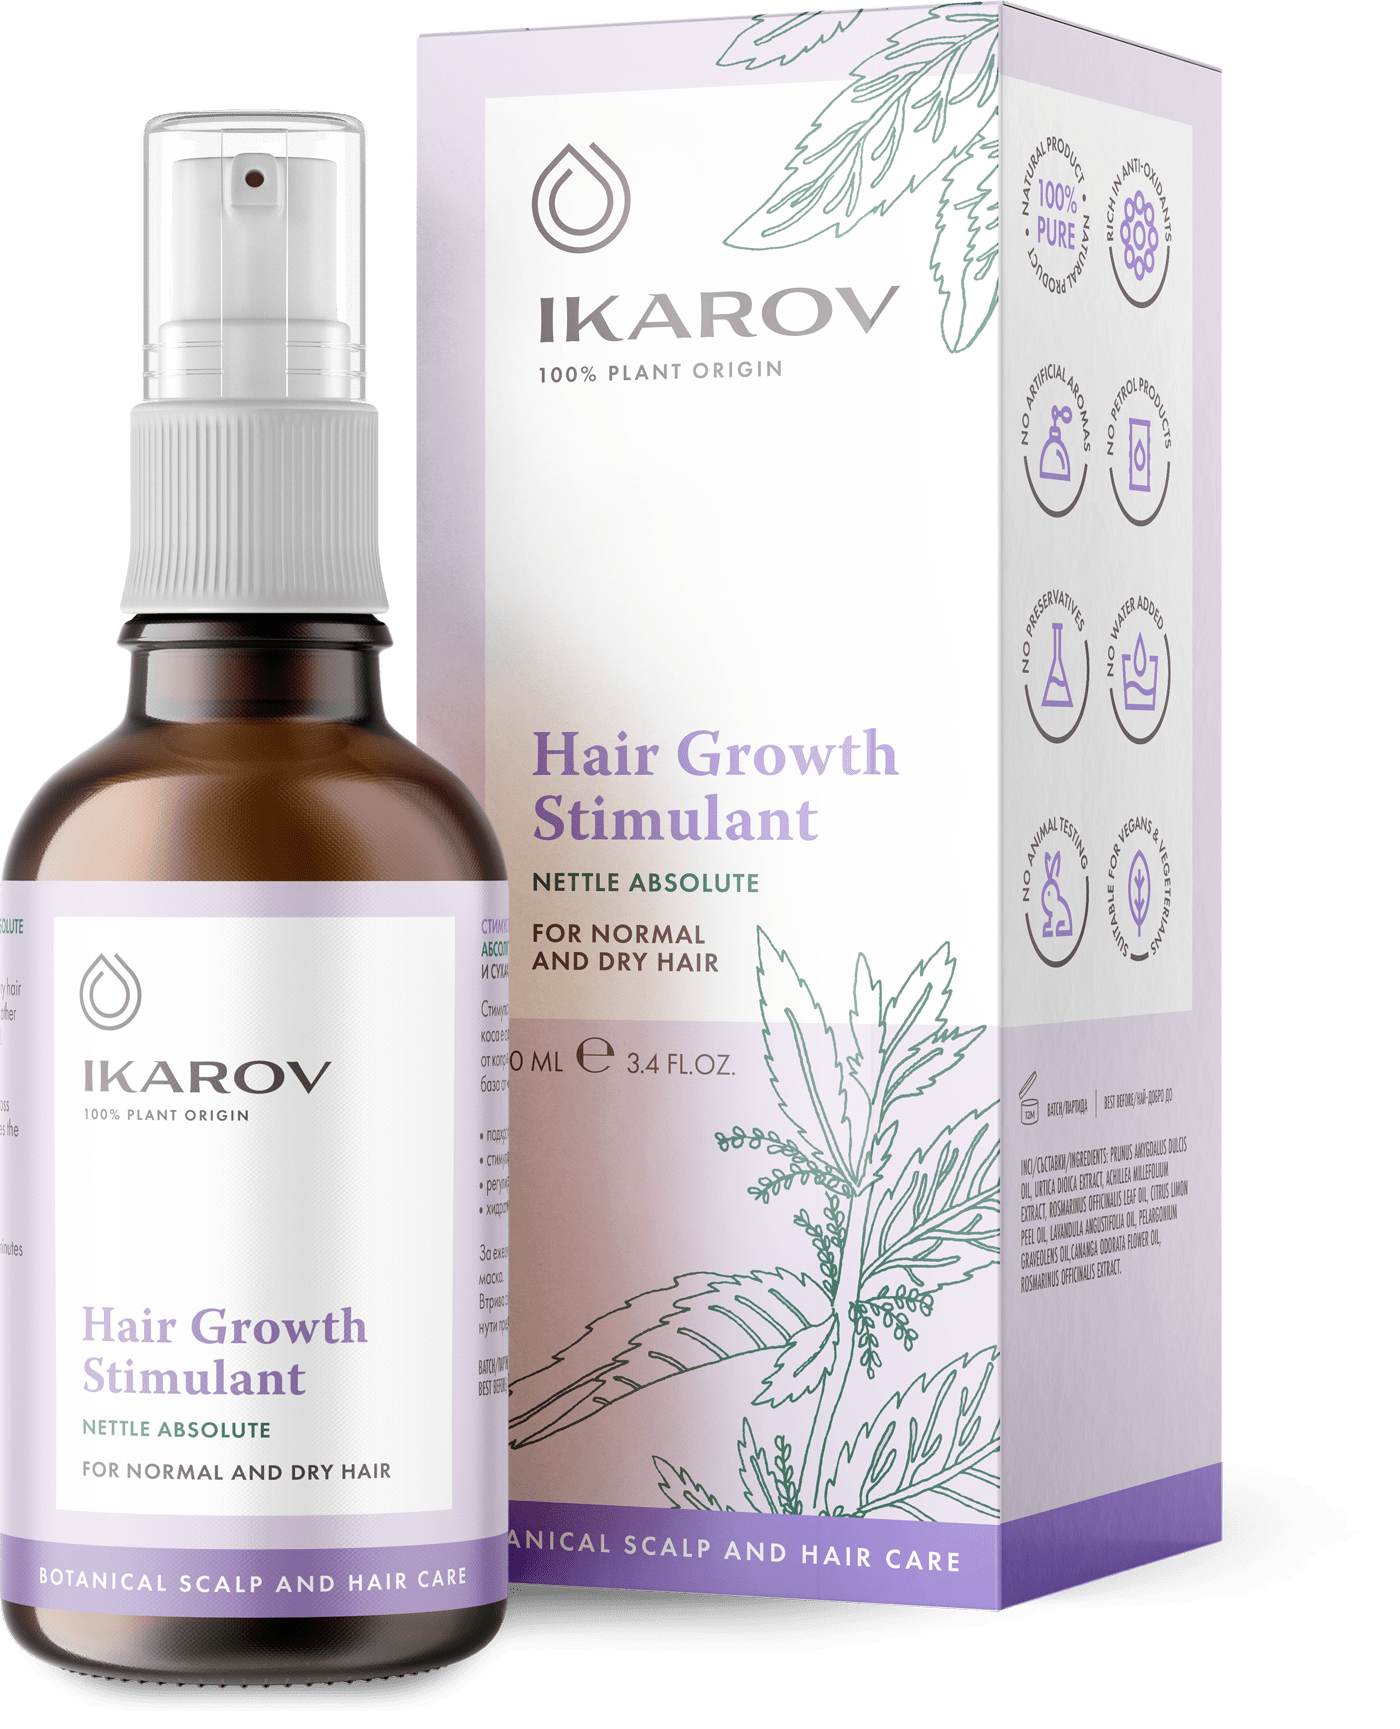 IKAROV
100% PLANT ORIGIN
Hair Growth
Stimulant
NETTLE ABSOLUTE
FOR NORMAL
AND DRY HAIR
0 ML e 3.4 FL.OZ.
ANICAL SCALP AND HAIR CARE
NATURAL PRODUCT • NATURAL PRODUCT •
100%
PURE
RICH IN ANTI-OXIDANTS
NO ARTIFICIAL AROMAS
NO PETROL PRODUCTS
NO PRESERVATIVES
NO WATER ADDED
NO ANIMAL TESTING
SUITABLE FOR VEGANS & VEGETERIANS
12M
BATCH/ПАРТИДА
BEST BEFORE/НАЙ-ДОБРО ДО
INCI/СЪСТАВКИ/INGREDIENTS: PRUNUS AMYGDALUS DULCIS
OIL, URTICA DIOICA EXTRACT, ACHILLEA MILLEFOLIUM
EXTRACT, ROSMARINUS OFFICINALIS LEAF OIL, CITRUS LIMON
PEEL OIL, LAVANDULA ANGUSTIFOLIA OIL, PELARGONIUM
GRAVEOLENS OIL,CANANGA ODORATA FLOWER OIL,
ROSMARINUS OFFICINALIS EXTRACT.
IKAROV
100% PLANT ORIGIN
Hair Growth
Stimulant
NETTLE ABSOLUTE
FOR NORMAL AND DRY HAIR
BOTANICAL SCALP AND HAIR CARE